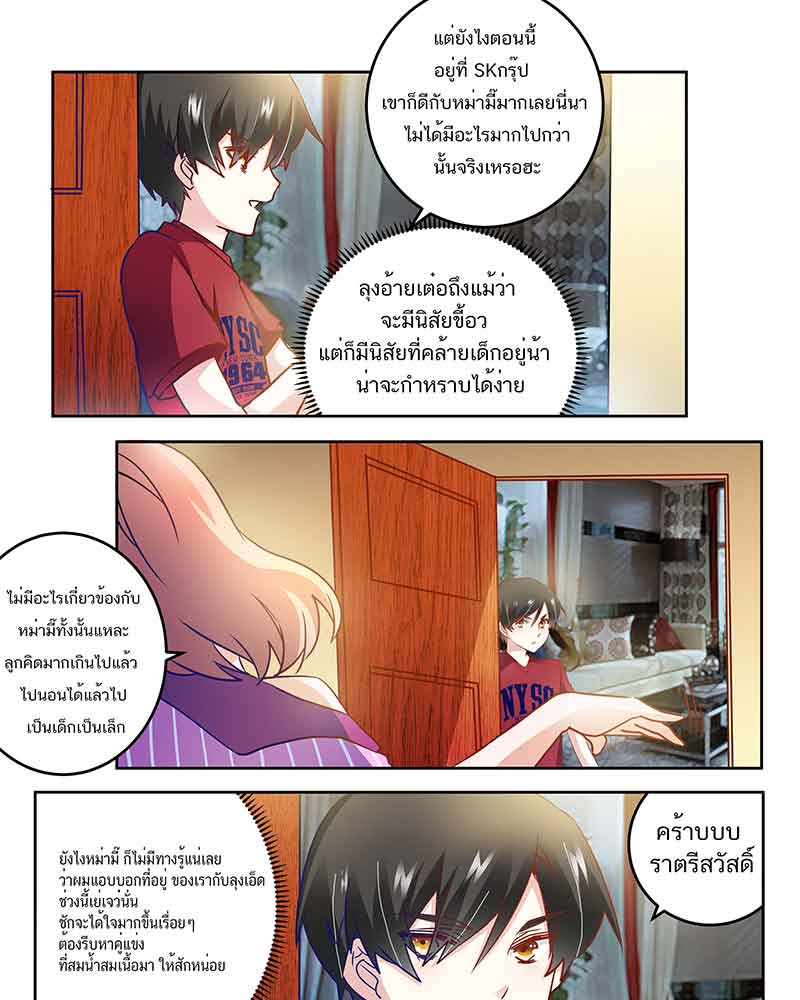 แต่ยังไงตอนนี้
อยู่ที่ SKกรุ๊ป
เขาก็ดีกับหม่ามี๊มากเลยนี่นา
ไม่ได้มีอะไรมากไปกว่า
นั้นจริงเหรอฮะ
ลุงอ้ายเต๋อถึงแม้ว่า
จะมีนิสัยขี้อว
แต่ก็มีนิสัยที่คล้ายเด็กอยู่น้า
น่าจะกำหราบได้ง่าย
NYSC
NEW YORK
1964
ไม่มีอะไรเกี่ยวข้องกับ
หม่ามี๊ทั้งนั้นแหละ
ลูกคิดมากเกินไปแล้ว
ไปนอนได้แล้วไป
เป็นเด็กเป็นเล็ก
NYSC
ยังไงหม่ามี๊ ก็ไม่มีทางรู้แน่เลย
ว่าผมแอบบอกที่อยู่ ของเรากับลุงเอ็ด
ช่วงนี้เย่เจว๋นั่น
ชักจะได้ใจมากขึ้นเรื่อยๆ
ต้องรีบหาคู่แข่ง
ที่สมน้ำสมเนื้อมา ให้สักหน่อย
คร้าบบบ
ราตรีสวัสดิ์